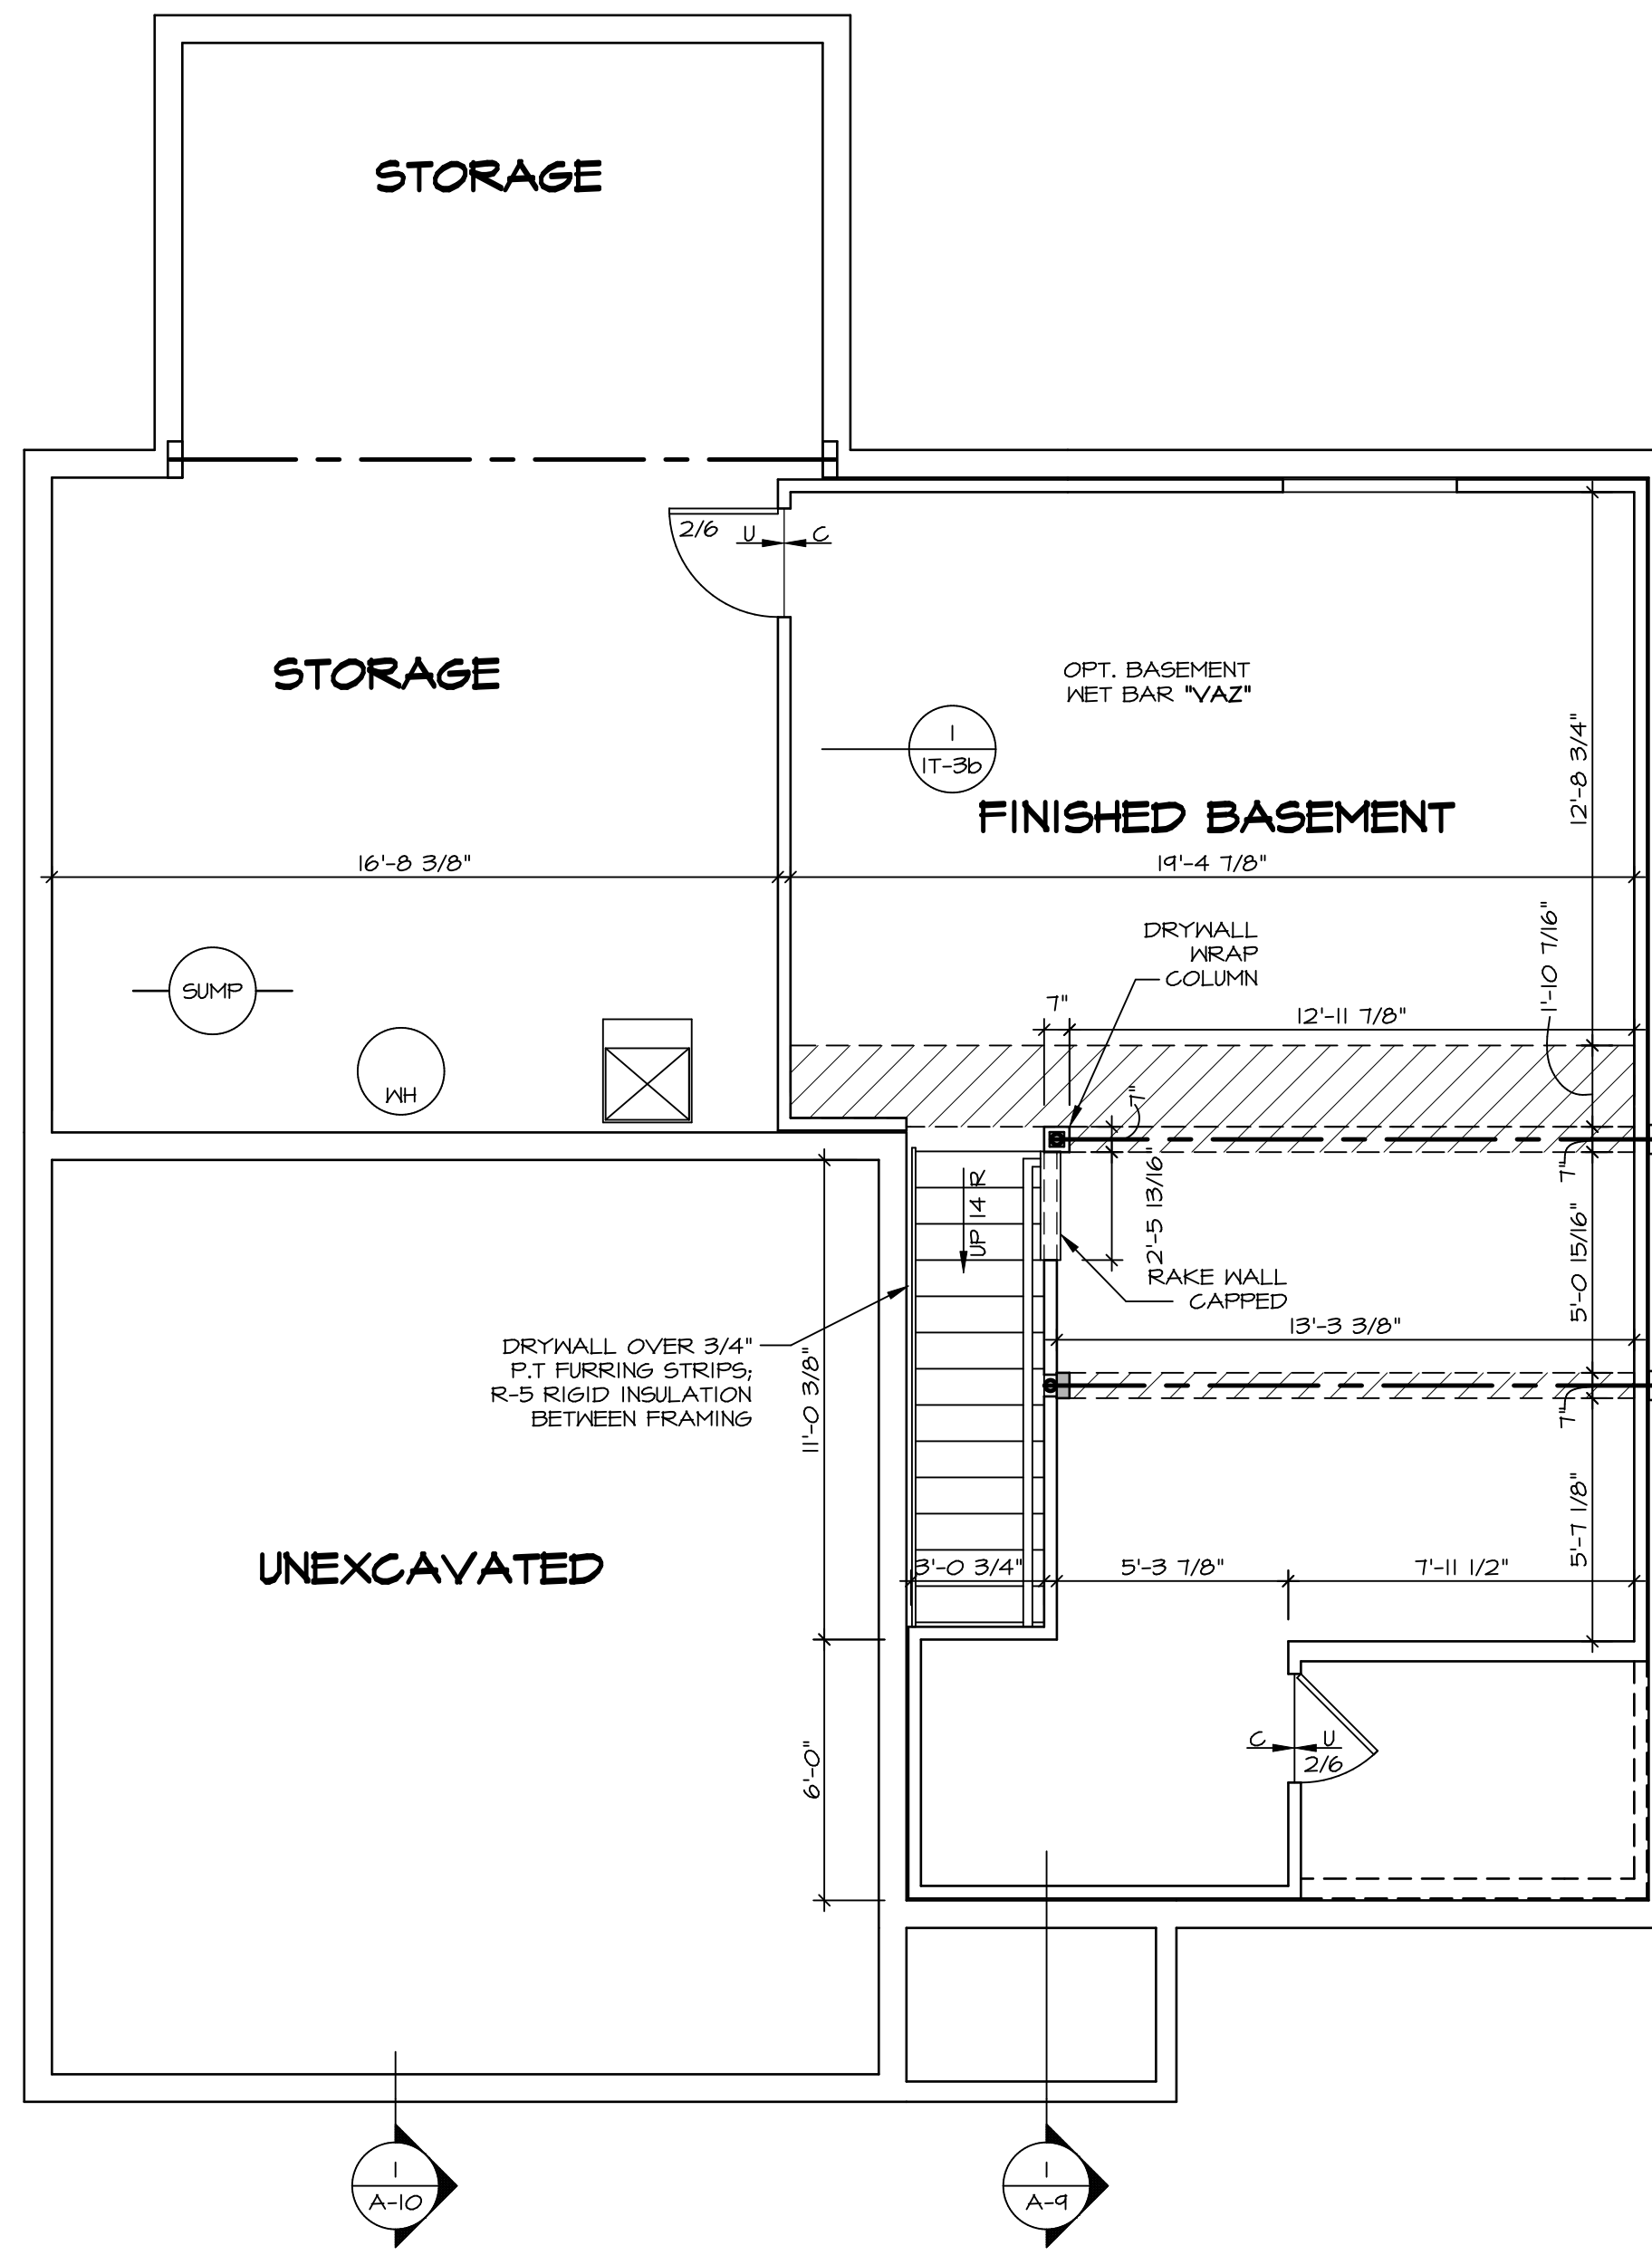 STORAGE
2/6
U
C
STORAGE
OPT. BASEMENT
WET BAR "VAZ"
1
1T-3b
FINISHED BASEMENT
12'-8 3/4"
16'-8 3/8"
19'-4 7/8"
1'-10 7/16"
DRYWALL
WRAP
COLUMN
SUMP
WH
7"
12'-11 7/8"
7"
7"
UP 14 R
2'-5 13/16"
5'-0 15/16"
RAKE WALL
CAPPED
13'-3 3/8"
DRYWALL OVER 3/4"
P.T FURRING STRIPS;
R-5 RIGID INSULATION
BETWEEN FRAMING
11'-0 3/8"
7"
5'-7 1/8"
UNEXCAVATED
3'-0 3/4"
5'-3 7/8"
7'-11 1/2"
6'-0"
C
U
2/6
1
A-10
1
A-9